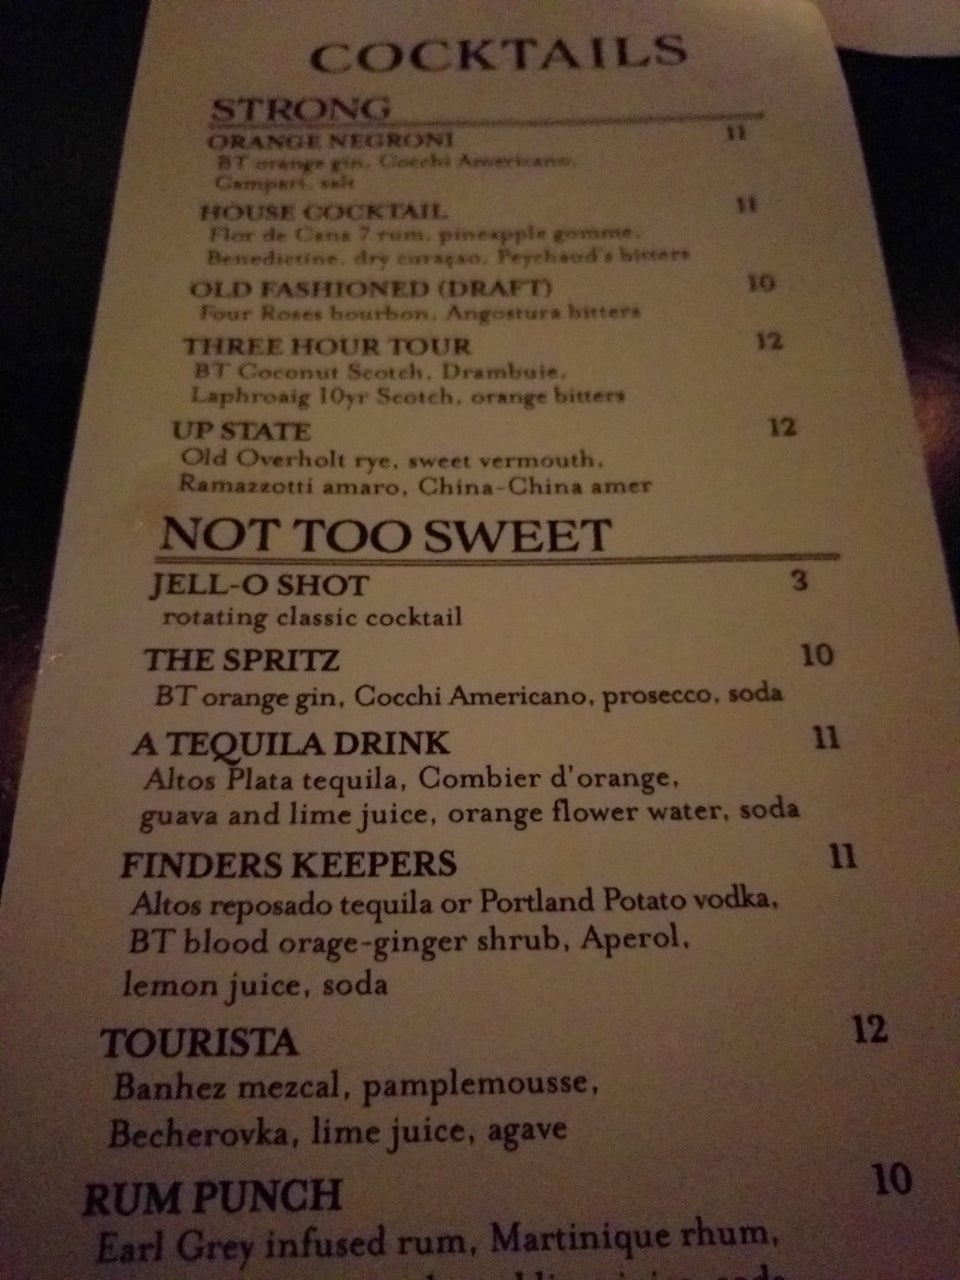 COCKTAILS
STRONG
ORANGE NEGRONI 11
BT orange gin, Cocchi Americano,
Campari, salt
HOUSE COCKTAIL 11
Flor de Cana 7 rum, pineapple gomme,
Benedictine, dry curaçao, Peychaud's bitters
OLD FASHIONED (DRAFT) 10
Four Roses bourbon, Angostura bitters
THREE HOUR TOUR 12
BT Coconut Scotch, Drambuie,
Laphroaig 10yr Scotch, orange bitters
UP STATE 12
Old Overholt rye, sweet vermouth,
Ramazzotti amaro, China-China amer
NOT TOO SWEET
JELL-O SHOT 3
rotating classic cocktail
THE SPRITZ 10
BT orange gin, Cocchi Americano, prosecco, soda
A TEQUILA DRINK 11
Altos Plata tequila, Combier d'orange,
guava and lime juice, orange flower water, soda
FINDERS KEEPERS 11
Altos reposado tequila or Portland Potato vodka,
BT blood orage-ginger shrub, Aperol,
lemon juice, soda
TOURISTA 12
Banhez mezcal, pamplemousse,
Becherovka, lime juice, agave
RUM PUNCH 10
Earl Grey infused rum, Martinique rhum,